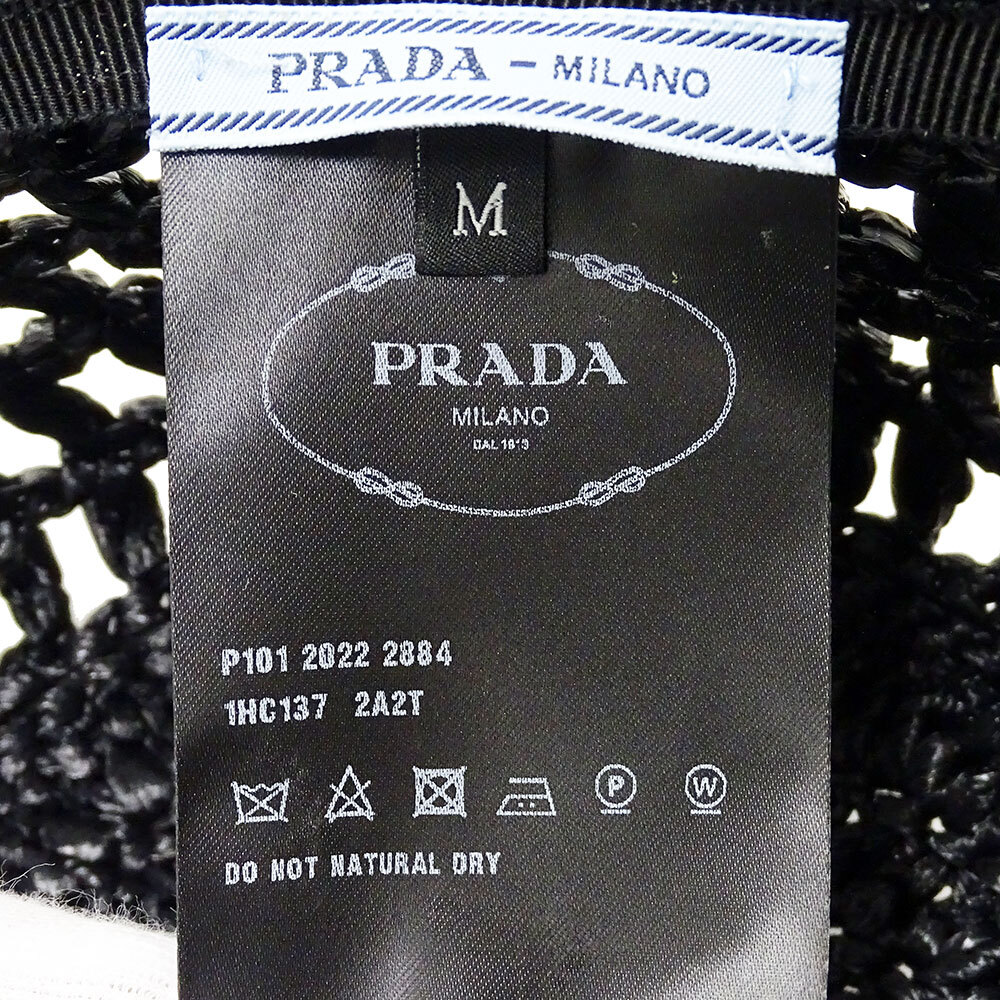 PRADA - MILANO
M
PRADA
MILANO
DAL 1913
P101 2022 2884
1HC137 2A2T
P
W
DO NOT NATURAL DRY